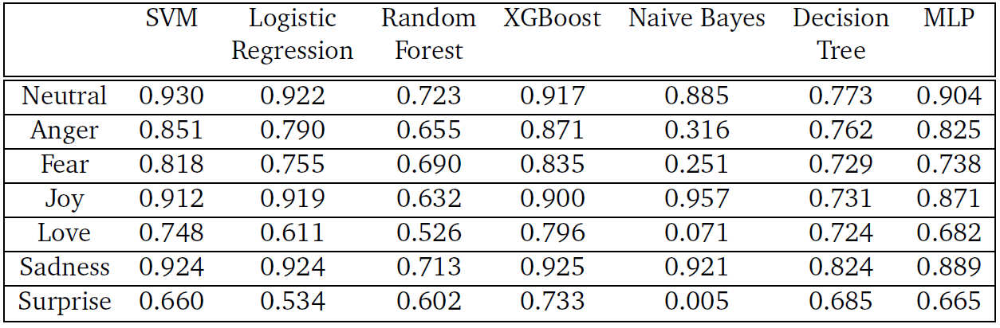 SVM Logistic Random XGBoost Naive Bayes Decision MLP
Regression Forest Tree
Neutral 0.930 0.922 0.723 0.917 0.885 0.773 0.904
Anger 0.851 0.790 0.655 0.871 0.316 0.762 0.825
Fear 0.818 0.755 0.690 0.835 0.251 0.729 0.738
Joy 0.912 0.919 0.632 0.900 0.957 0.731 0.871
Love 0.748 0.611 0.526 0.796 0.071 0.724 0.682
Sadness 0.924 0.924 0.713 0.925 0.921 0.824 0.889
Surprise 0.660 0.534 0.602 0.733 0.005 0.685 0.665